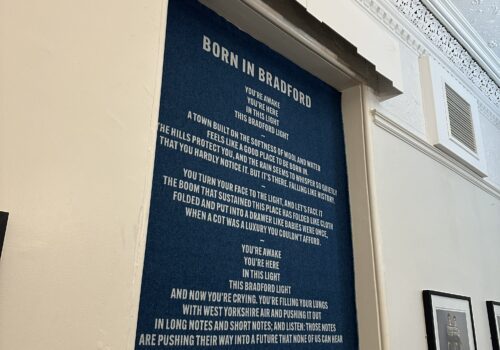 BORN IN BRADFORD
YOU'RE AWAKE
YOU'RE HERE
IN THIS LIGHT
THIS BRADFORD LIGHT
A TOWN BUILT ON THE SOFTNESS OF WOOL AND WATER
FEELS LIKE A GOOD PLACE TO BE BORN IN.
THE HILLS PROTECT YOU, AND THE RAIN SEEMS TO WHISPER SO QUIETLY
THAT YOU HARDLY NOTICE IT. BUT IT'S THERE. FALLING LIKE HISTORY.
–
YOU TURN YOUR FACE TO THE LIGHT, AND LET'S FACE IT
THE BOOM THAT SUSTAINED THIS PLACE HAS FOLDED LIKE CLOTH
FOLDED AND PUT INTO A DRAWER LIKE BABIES WERE ONCE,
WHEN A COT WAS A LUXURY YOU COULDN'T AFFORD.
–
YOU'RE AWAKE
YOU'RE HERE
IN THIS LIGHT
THIS BRADFORD LIGHT
AND NOW YOU'RE CRYING. YOU'RE FILLING YOUR LUNGS
WITH WEST YORKSHIRE AIR AND PUSHING IT OUT
IN LONG NOTES AND SHORT NOTES; AND LISTEN: THOSE NOTES
ARE PUSHING THEIR WAY INTO A FUTURE THAT NONE OF US CAN HEAR